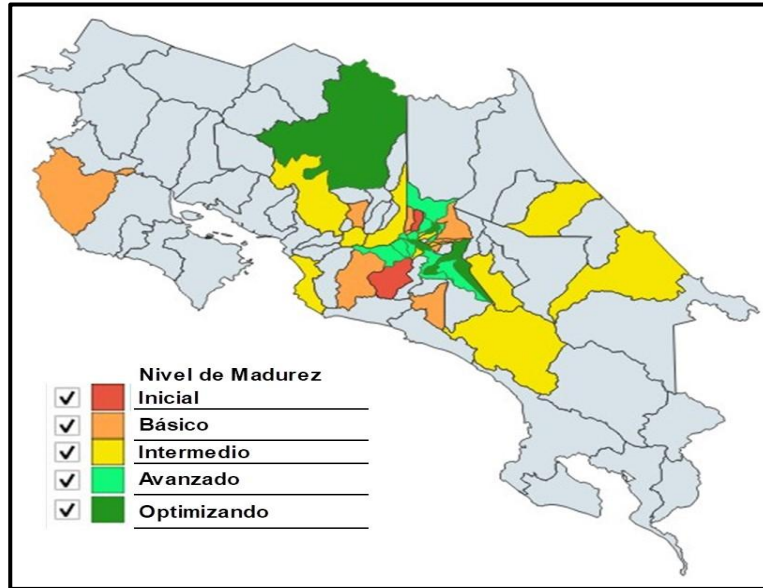 Nivel de Madurez
Inicial
Básico
Intermedio
Avanzado
Optimizando